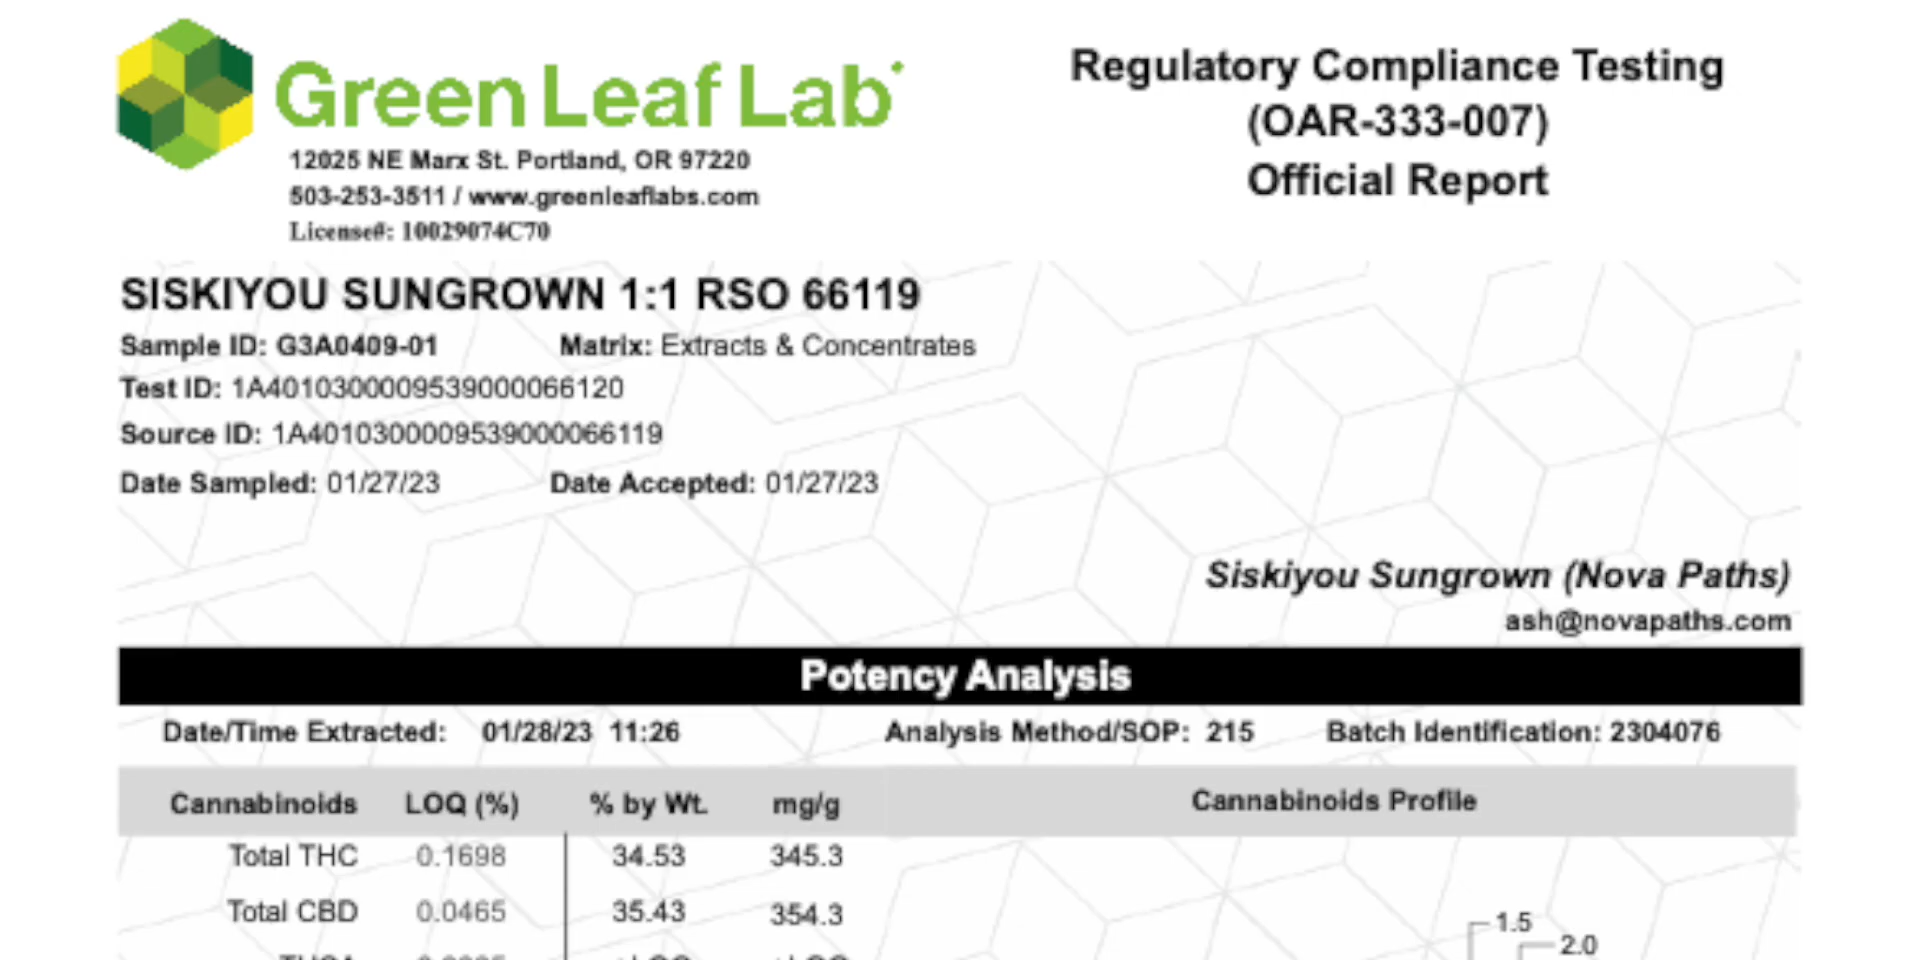 Green Leaf Lab
12025 NE Marx St. Portland, OR 97220
503-253-3511 / www.greenleaflabs.com
License#: 10029074C70
Regulatory Compliance Testing
(OAR-333-007)
Official Report
SISKIYOU SUNGROWN 1:1 RSO 66119
Sample ID: G3A0409-01 Matrix: Extracts & Concentrates
Test ID: 1A4010300009539000066120
Source ID: 1A4010300009539000066119
Date Sampled: 01/27/23 Date Accepted: 01/27/23
Siskiyou Sungrown (Nova Paths)
ash@novapaths.com
Potency Analysis
Date/Time Extracted: 01/28/23 11:26 Analysis Method/SOP: 215 Batch Identification: 2304076
Cannabinoids LOQ (%) % by Wt. mg/g Cannabinoids Profile
Total THC 0.1698 34.53 345.3
Total CBD 0.0465 35.43 354.3
1.5
2.0